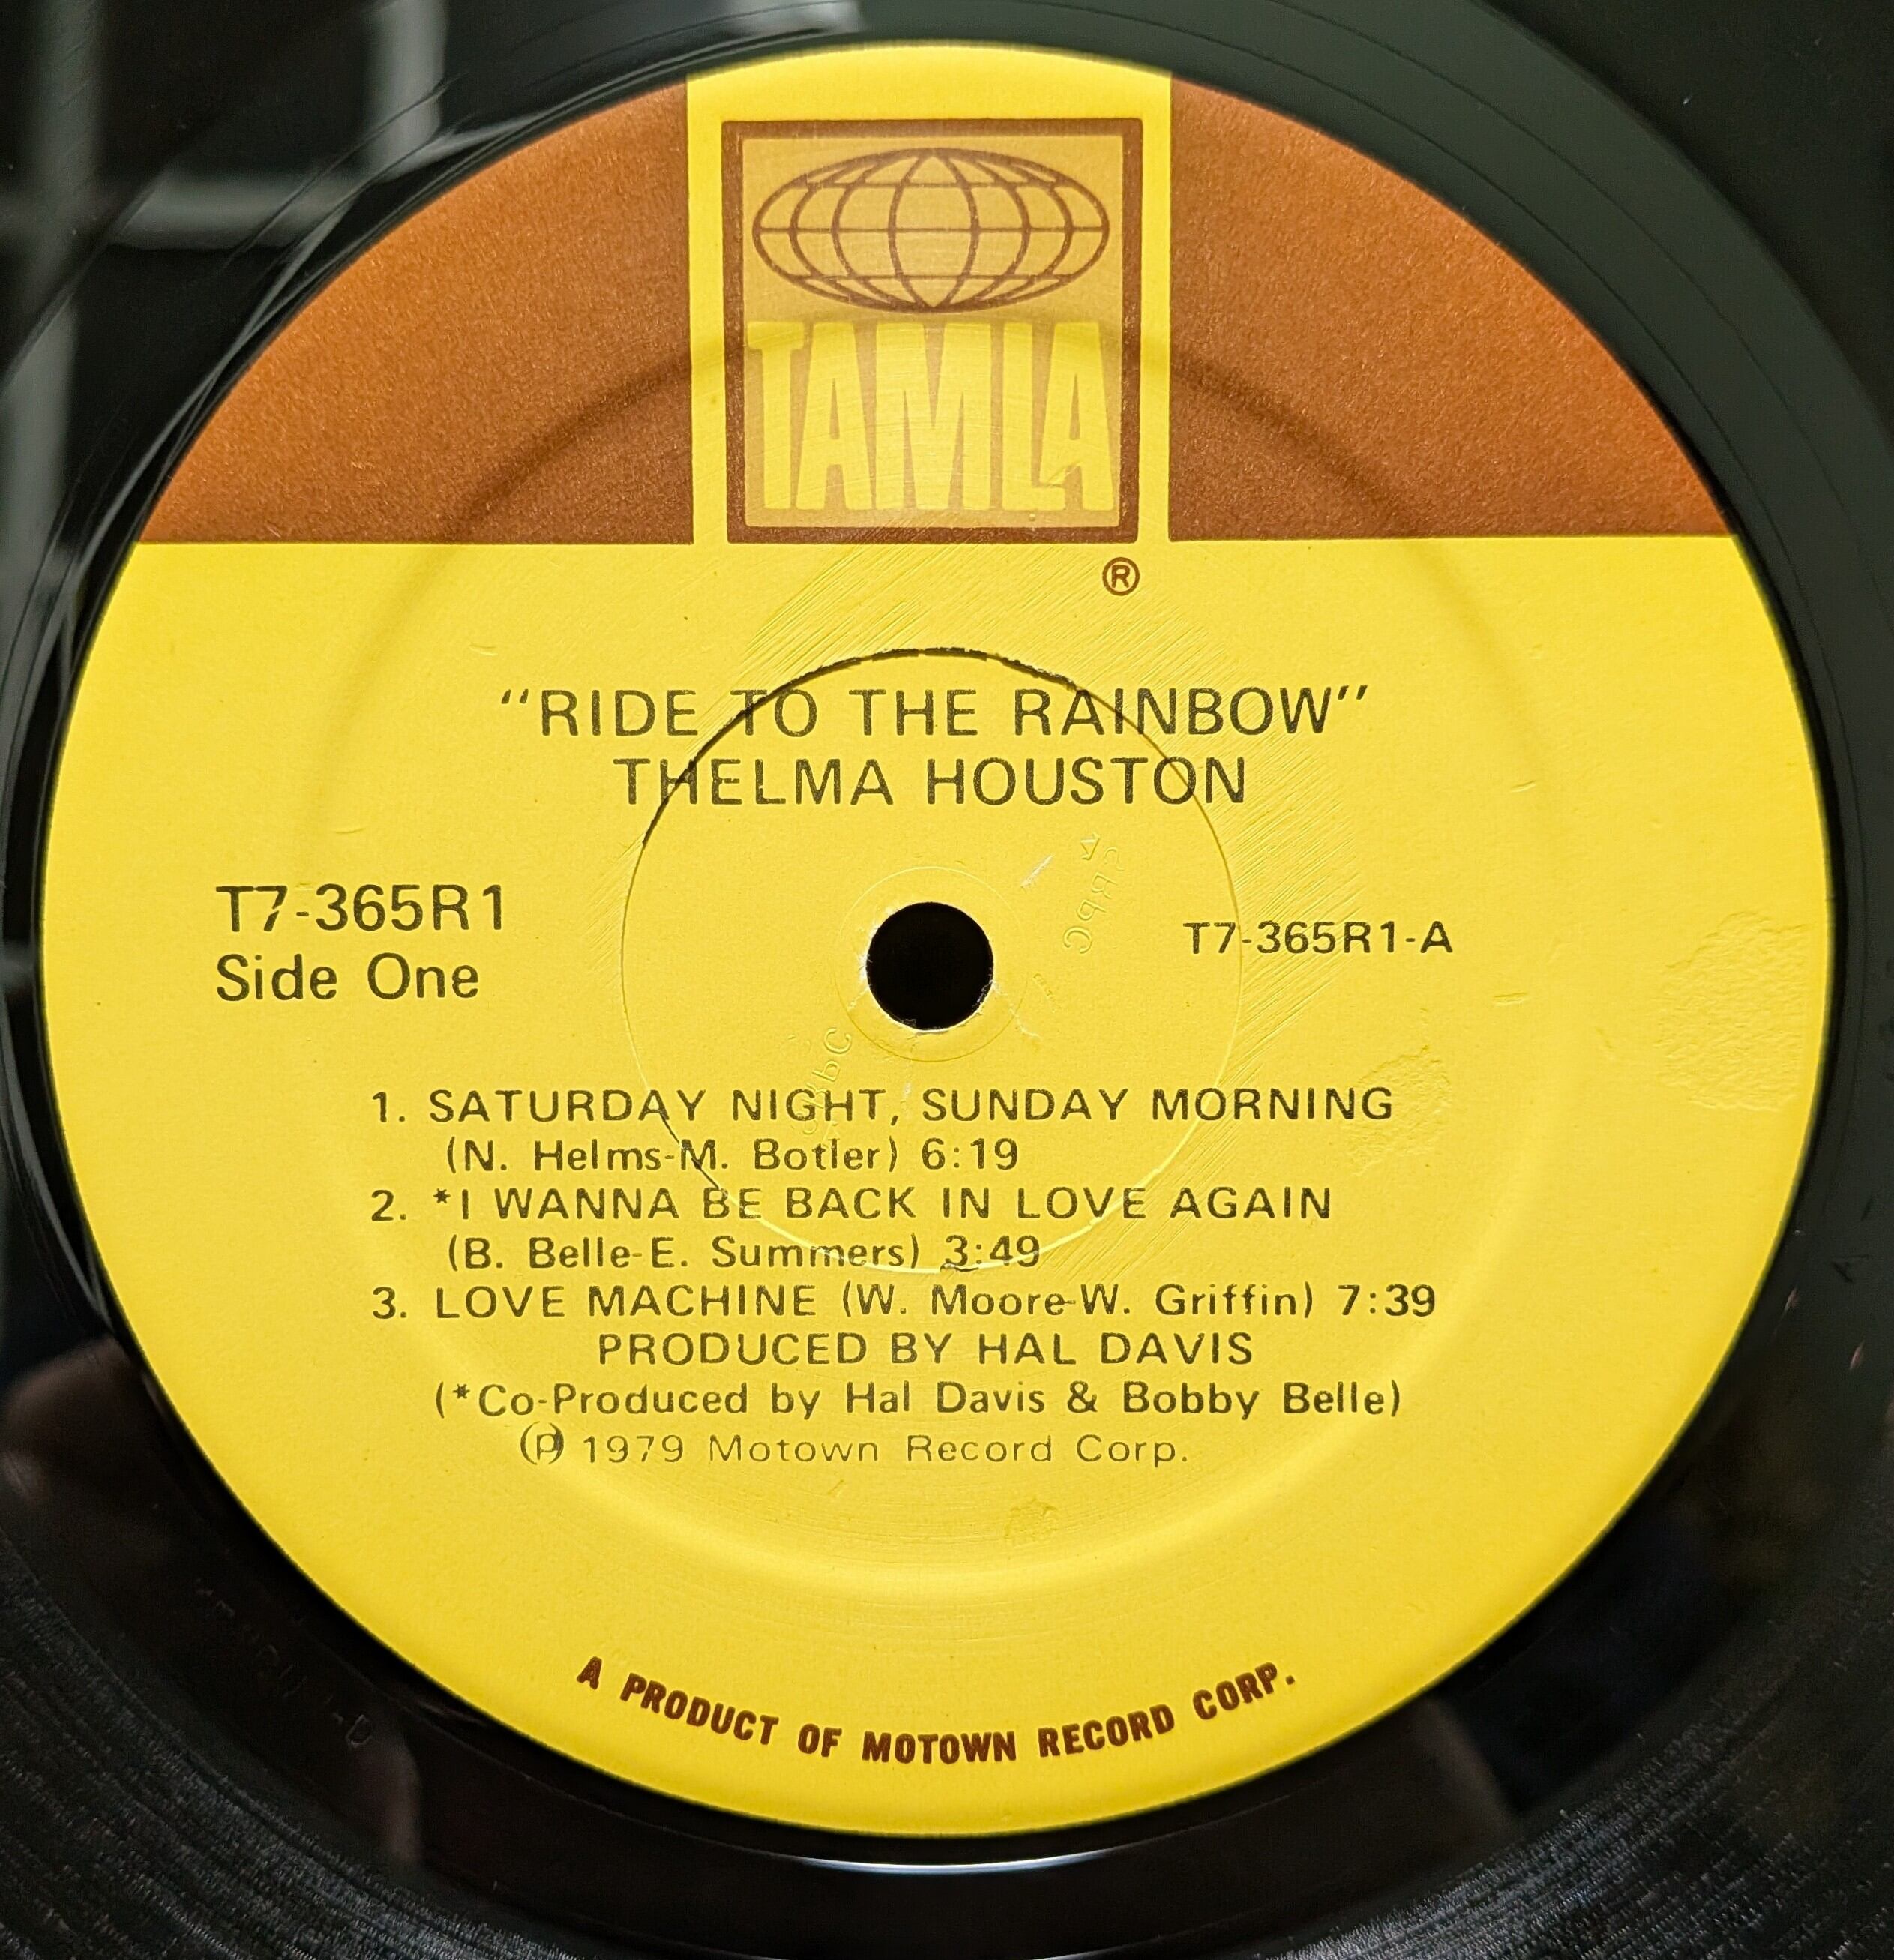 TAMLA
®
“RIDE TO THE RAINBOW”
THELMA HOUSTON
T7-365R1
Side One
T7-365R1-A
1. SATURDAY NIGHT, SUNDAY MORNING
(N. Helms-M. Botler) 6:19
2. *I WANNA BE BACK IN LOVE AGAIN
(B. Belle-E. Summers) 3:49
3. LOVE MACHINE (W. Moore-W. Griffin) 7:39
PRODUCED BY HAL DAVIS
(*Co-Produced by Hal Davis & Bobby Belle)
℗ 1979 Motown Record Corp.
A PRODUCT OF MOTOWN RECORD CORP.